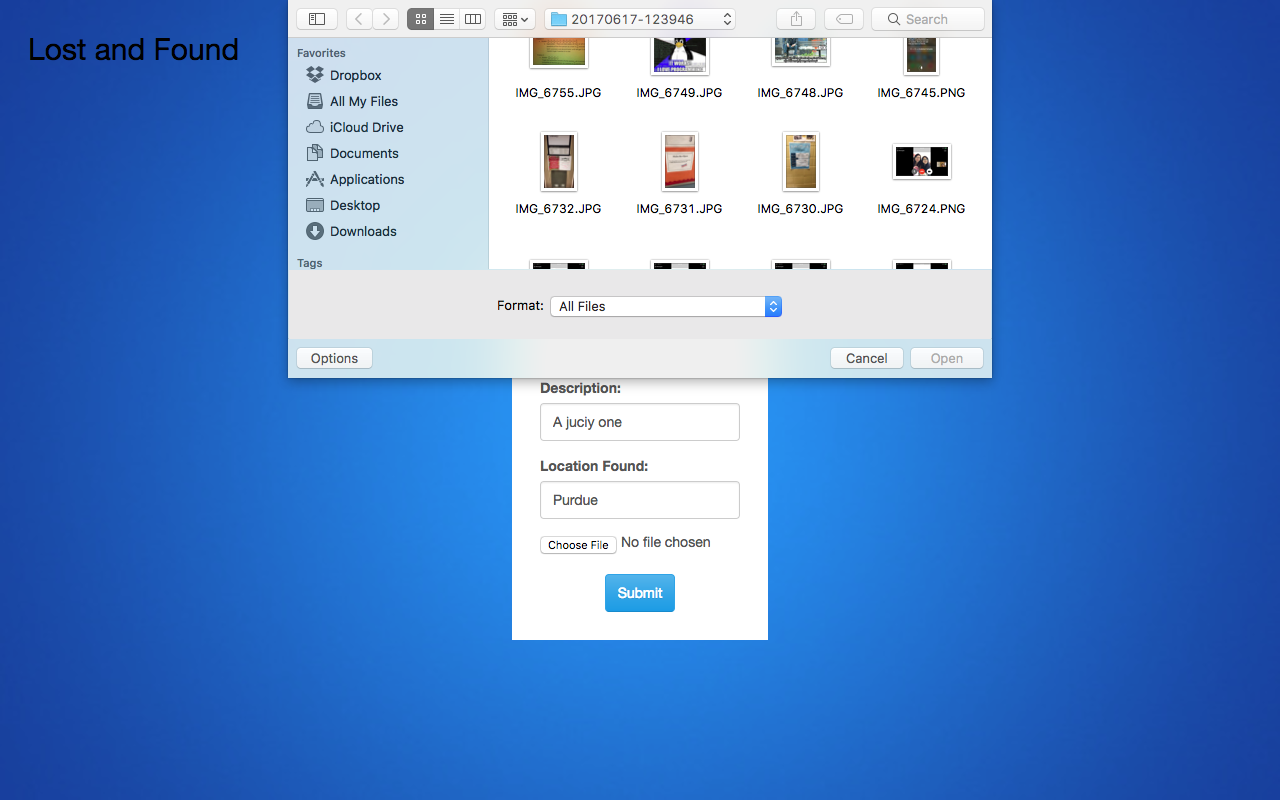 20170617-123946
Search
Lost and Found
Favorites
Dropbox
All My Files
iCloud Drive
Documents
Applications
Desktop
Downloads
Tags
IMG_6755.JPG
IMG_6749.JPG
IMG_6748.JPG
IMG_6745.PNG
IMG_6732.JPG
IMG_6731.JPG
IMG_6730.JPG
IMG_6724.PNG
Format: All Files
Options
Cancel
Open
Description:
A juciy one
Location Found:
Purdue
Choose File No file chosen
Submit